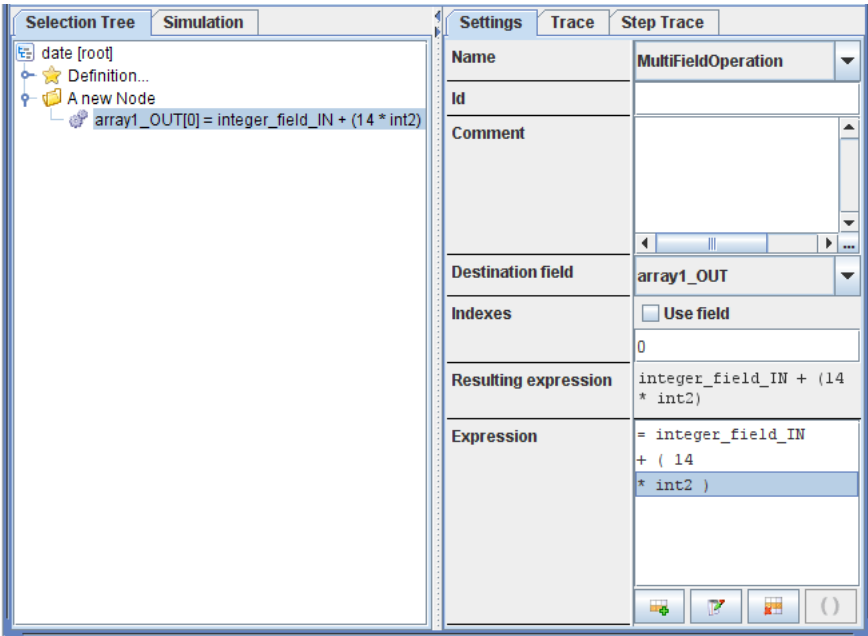 Selection Tree
Simulation
date [root]
Definition...
A new Node
array1_OUT[0] = integer_field_IN + (14 * int2)
Settings
Trace
Step Trace
Name
MultiFieldOperation
Id
Comment
...
Destination field
array1_OUT
Indexes
Use field
0
Resulting expression
integer_field_IN + (14
* int2)
Expression
= integer_field_IN
+ ( 14
* int2 )
( )